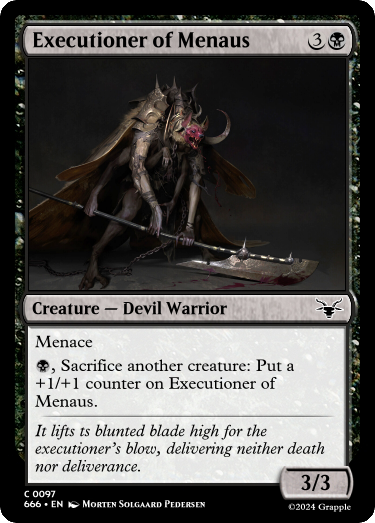 Executioner of Menaus 3
Creature — Devil Warrior
Menace
, Sacrifice another creature: Put a
+1/+1 counter on Executioner of
Menaus.
It lifts ts blunted blade high for the
executioner's blow, delivering neither death
nor deliverance.
3/3
C 0097
666 • EN Morten Solgaard Pedersen
©2024 Grapple